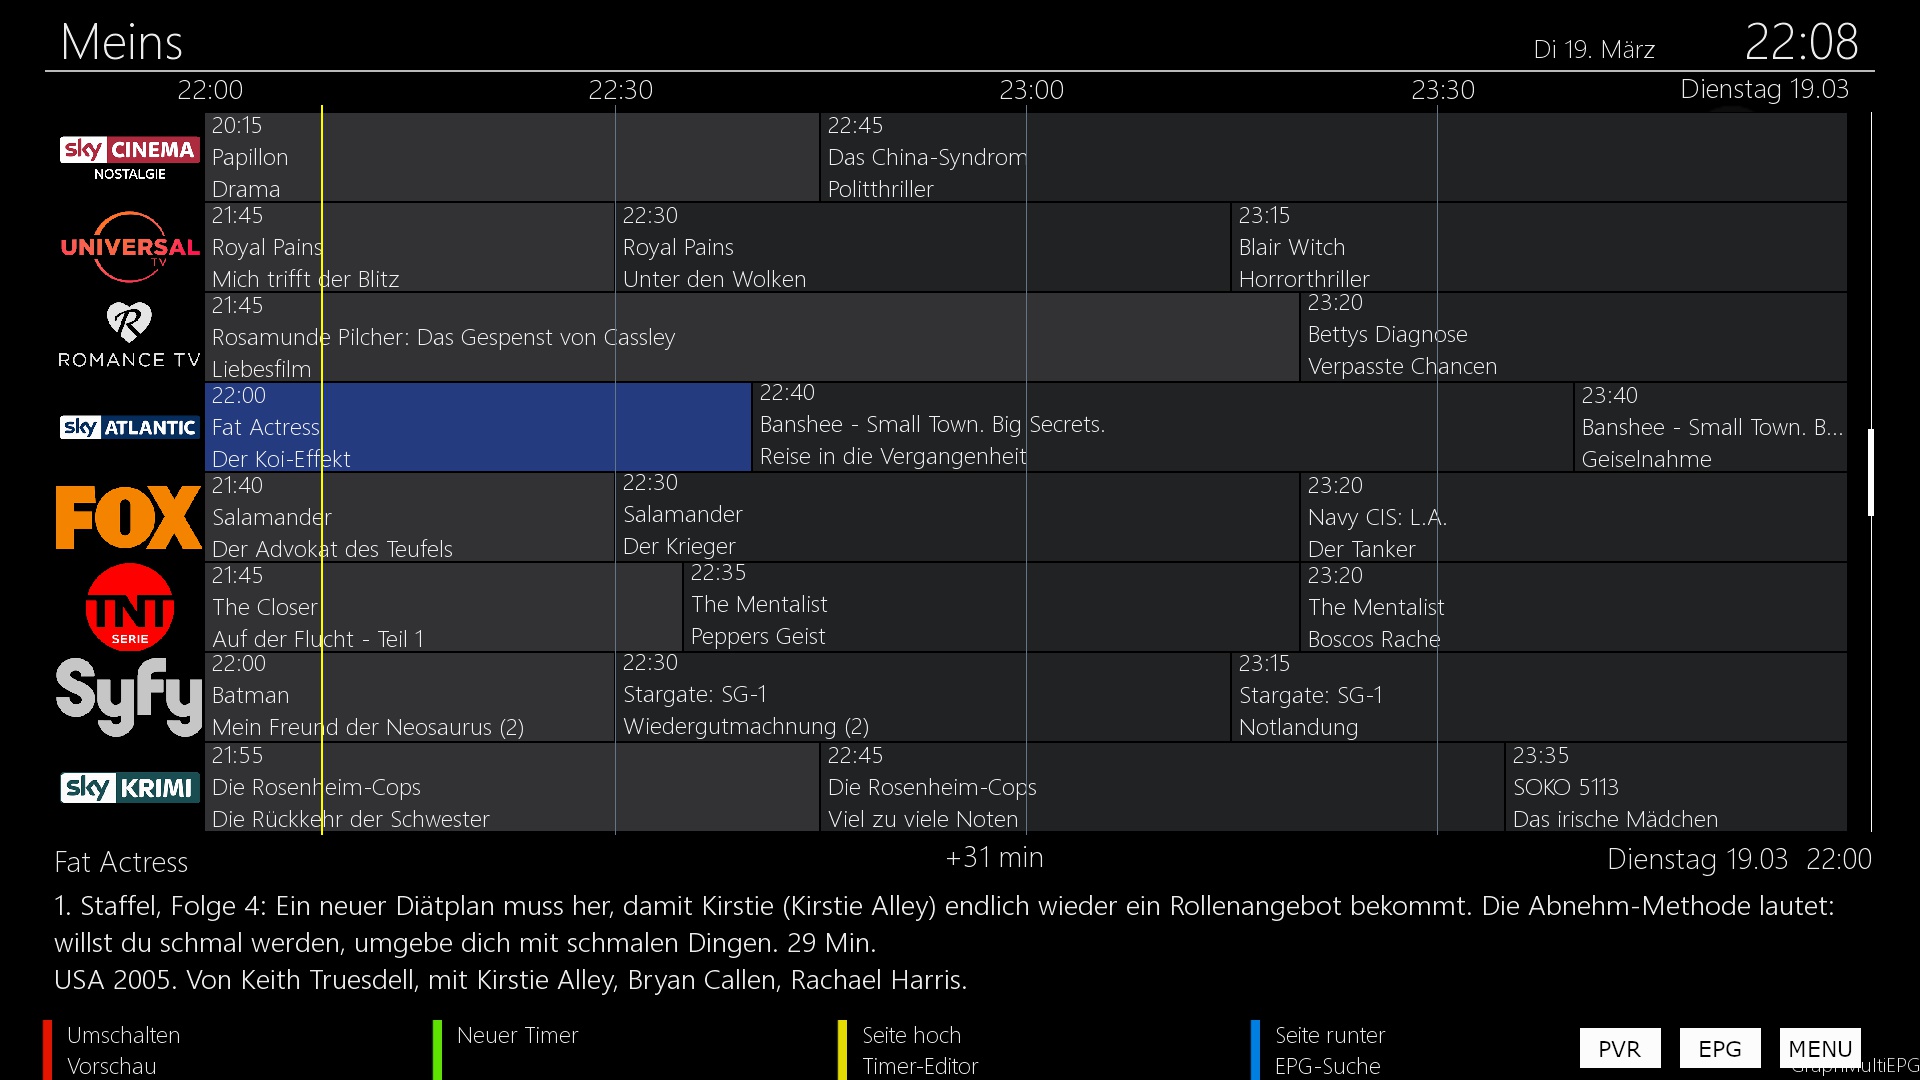 Meins
Di 19. März 22:08
22:00 22:30 23:00 23:30 Dienstag 19.03
sky CINEMA
NOSTALGIE
20:15
Papillon
Drama
22:45
Das China-Syndrom
Politthriller
UNIVERSAL
TV
21:45
Royal Pains
Mich trifft der Blitz
22:30
Royal Pains
Unter den Wolken
23:15
Blair Witch
Horrorthriller
R
ROMANCE TV
21:45
Rosamunde Pilcher: Das Gespenst von Cassley
Liebesfilm
23:20
Bettys Diagnose
Verpasste Chancen
sky ATLANTIC
22:00
Fat Actress
Der Koi-Effekt
22:40
Banshee - Small Town. Big Secrets.
Reise in die Vergangenheit
23:40
Banshee - Small Town. B...
Geiselnahme
FOX
21:40
Salamander
Der Advokat des Teufels
22:30
Salamander
Der Krieger
23:20
Navy CIS: L.A.
Der Tanker
TNT
SERIE
21:45
The Closer
Auf der Flucht - Teil 1
22:35
The Mentalist
Peppers Geist
23:20
The Mentalist
Boscos Rache
Syfy
22:00
Batman
Mein Freund der Neosaurus (2)
22:30
Stargate: SG-1
Wiedergutmachnung (2)
23:15
Stargate: SG-1
Notlandung
sky KRIMI
21:55
Die Rosenheim-Cops
Die Rückkehr der Schwester
22:45
Die Rosenheim-Cops
Viel zu viele Noten
23:35
SOKO 5113
Das irische Mädchen
Fat Actress +31 min Dienstag 19.03 22:00
1. Staffel, Folge 4: Ein neuer Diätplan muss her, damit Kirstie (Kirstie Alley) endlich wieder ein Rollenangebot bekommt. Die Abnehm-Methode lautet:
willst du schmal werden, umgebe dich mit schmalen Dingen. 29 Min.
USA 2005. Von Keith Truesdell, mit Kirstie Alley, Bryan Callen, Rachael Harris.
Umschalten
Vorschau
Neuer Timer
Seite hoch
Timer-Editor
Seite runter
EPG-Suche
PVR EPG MENU
GraphMultiEPG